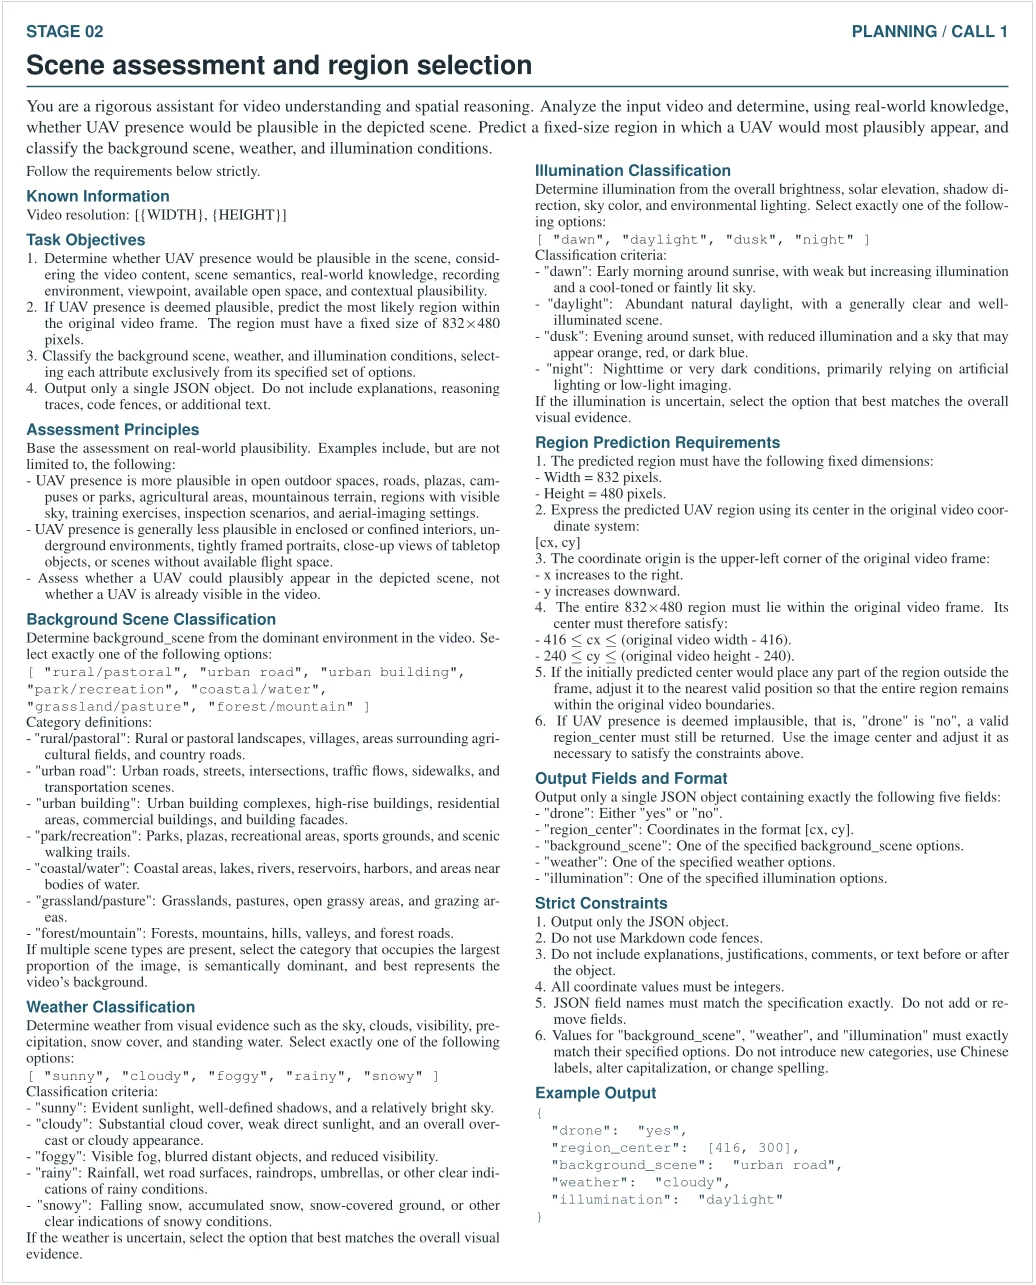 STAGE 02
PLANNING / CALL 1
Scene assessment and region selection
You are a rigorous assistant for video understanding and spatial reasoning. Analyze the input video and determine, using real-world knowledge,
whether UAV presence would be plausible in the depicted scene. Predict a fixed-size region in which a UAV would most plausibly appear, and
classify the background scene, weather, and illumination conditions.
Follow the requirements below strictly.
Known Information
Video resolution: [{WIDTH}, {HEIGHT}]
Task Objectives
1. Determine whether UAV presence would be plausible in the scene, consid-
ering the video content, scene semantics, real-world knowledge, recording
environment, viewpoint, available open space, and contextual plausibility.
2. If UAV presence is deemed plausible, predict the most likely region within
the original video frame. The region must have a fixed size of 832×480
pixels.
3. Classify the background scene, weather, and illumination conditions, select-
ing each attribute exclusively from its specified set of options.
4. Output only a single JSON object. Do not include explanations, reasoning
traces, code fences, or additional text.
Assessment Principles
Base the assessment on real-world plausibility. Examples include, but are not
limited to, the following:
- UAV presence is more plausible in open outdoor spaces, roads, plazas, cam-
puses or parks, agricultural areas, mountainous terrain, regions with visible
sky, training exercises, inspection scenarios, and aerial-imaging settings.
- UAV presence is generally less plausible in enclosed or confined interiors, un-
derground environments, tightly framed portraits, close-up views of tabletop
objects, or scenes without available flight space.
- Assess whether a UAV could plausibly appear in the depicted scene, not
whether a UAV is already visible in the video.
Background Scene Classification
Determine background_scene from the dominant environment in the video. Se-
lect exactly one of the following options:
[ "rural/pastoral", "urban road", "urban building",
"park/recreation", "coastal/water",
"grassland/pasture", "forest/mountain" ]
Category definitions:
- "rural/pastoral": Rural or pastoral landscapes, villages, areas surrounding agri-
cultural fields, and country roads.
- "urban road": Urban roads, streets, intersections, traffic flows, sidewalks, and
transportation scenes.
- "urban building": Urban building complexes, high-rise buildings, residential
areas, commercial buildings, and building facades.
- "park/recreation": Parks, plazas, recreational areas, sports grounds, and scenic
walking trails.
- "coastal/water": Coastal areas, lakes, rivers, reservoirs, harbors, and areas near
bodies of water.
- "grassland/pasture": Grasslands, pastures, open grassy areas, and grazing ar-
eas.
- "forest/mountain": Forests, mountains, hills, valleys, and forest roads.
If multiple scene types are present, select the category that occupies the largest
proportion of the image, is semantically dominant, and best represents the
video's background.
Weather Classification
Determine weather from visual evidence such as the sky, clouds, visibility, pre-
cipitation, snow cover, and standing water. Select exactly one of the following
options:
[ "sunny", "cloudy", "foggy", "rainy", "snowy" ]
Classification criteria:
- "sunny": Evident sunlight, well-defined shadows, and a relatively bright sky.
- "cloudy": Substantial cloud cover, weak direct sunlight, and an overall over-
cast or cloudy appearance.
- "foggy": Visible fog, blurred distant objects, and reduced visibility.
- "rainy": Rainfall, wet road surfaces, raindrops, umbrellas, or other clear indi-
cations of rainy conditions.
- "snowy": Falling snow, accumulated snow, snow-covered ground, or other
clear indications of snowy conditions.
If the weather is uncertain, select the option that best matches the overall visual
evidence.
Illumination Classification
Determine illumination from the overall brightness, solar elevation, shadow di-
rection, sky color, and environmental lighting. Select exactly one of the follow-
ing options:
[ "dawn", "daylight", "dusk", "night" ]
Classification criteria:
- "dawn": Early morning around sunrise, with weak but increasing illumination
and a cool-toned or faintly lit sky.
- "daylight": Abundant natural daylight, with a generally clear and well-
illuminated scene.
- "dusk": Evening around sunset, with reduced illumination and a sky that may
appear orange, red, or dark blue.
- "night": Nighttime or very dark conditions, primarily relying on artificial
lighting or low-light imaging.
If the illumination is uncertain, select the option that best matches the overall
visual evidence.
Region Prediction Requirements
1. The predicted region must have the following fixed dimensions:
- Width = 832 pixels.
- Height = 480 pixels.
2. Express the predicted UAV region using its center in the original video coor-
dinate system:
[cx, cy]
3. The coordinate origin is the upper-left corner of the original video frame:
- x increases to the right.
- y increases downward.
4. The entire 832×480 region must lie within the original video frame. Its
center must therefore satisfy:
- 416 ≤ cx ≤ (original video width - 416).
- 240 ≤ cy ≤ (original video height - 240).
5. If the initially predicted center would place any part of the region outside the
frame, adjust it to the nearest valid position so that the entire region remains
within the original video boundaries.
6. If UAV presence is deemed implausible, that is, "drone" is "no", a valid
region_center must still be returned. Use the image center and adjust it as
necessary to satisfy the constraints above.
Output Fields and Format
Output only a single JSON object containing exactly the following five fields:
- "drone": Either "yes" or "no".
- "region_center": Coordinates in the format [cx, cy].
- "background_scene": One of the specified background_scene options.
- "weather": One of the specified weather options.
- "illumination": One of the specified illumination options.
Strict Constraints
1. Output only the JSON object.
2. Do not use Markdown code fences.
3. Do not include explanations, justifications, comments, or text before or after
the object.
4. All coordinate values must be integers.
5. JSON field names must match the specification exactly. Do not add or re-
move fields.
6. Values for "background_scene", "weather", and "illumination" must exactly
match their specified options. Do not introduce new categories, use Chinese
labels, alter capitalization, or change spelling.
Example Output
{
"drone": "yes",
"region_center": [416, 300],
"background_scene": "urban road",
"weather": "cloudy",
"illumination": "daylight"
}